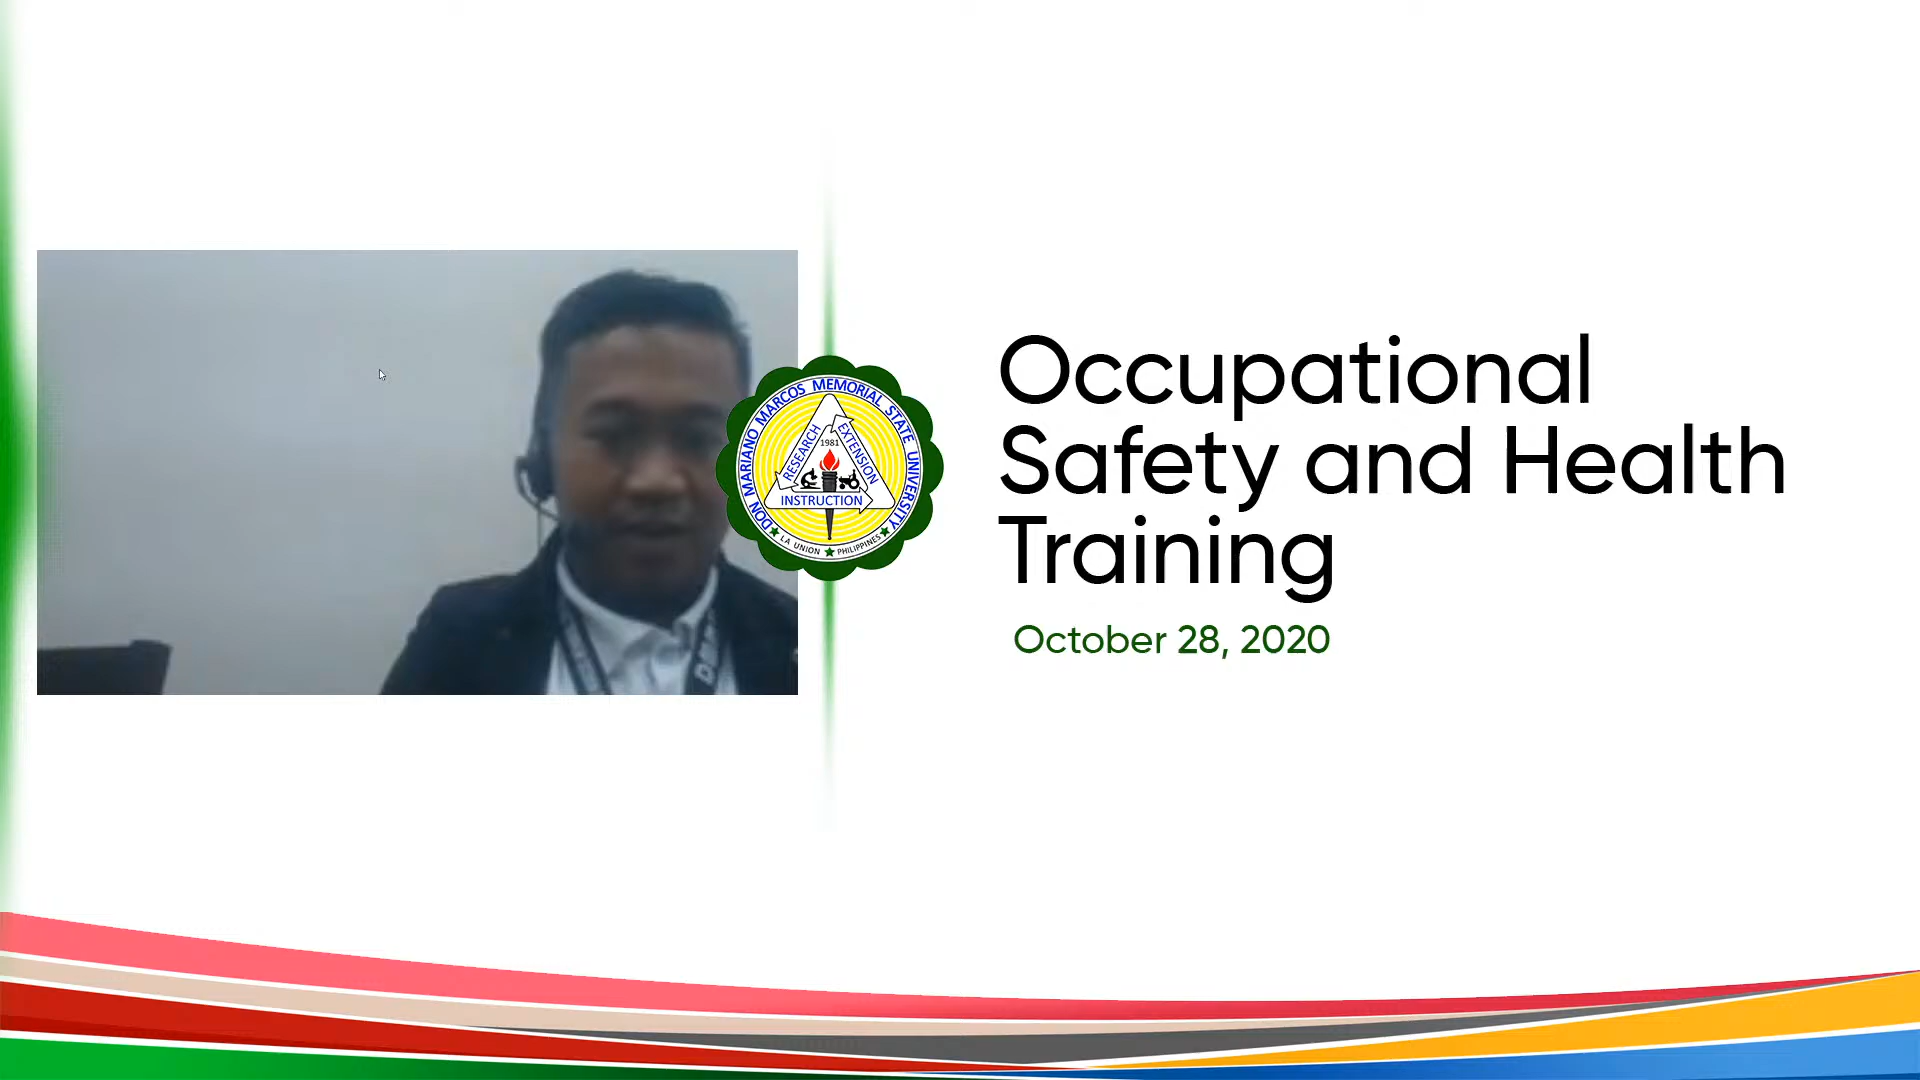 DON MARIANO MARCOS MEMORIAL STATE UNIVERSITY
1981
RESEARCH
EXTENSION
INSTRUCTION
LA UNION
PHILIPPINES
Occupational
Safety and Health
Training
October 28, 2020